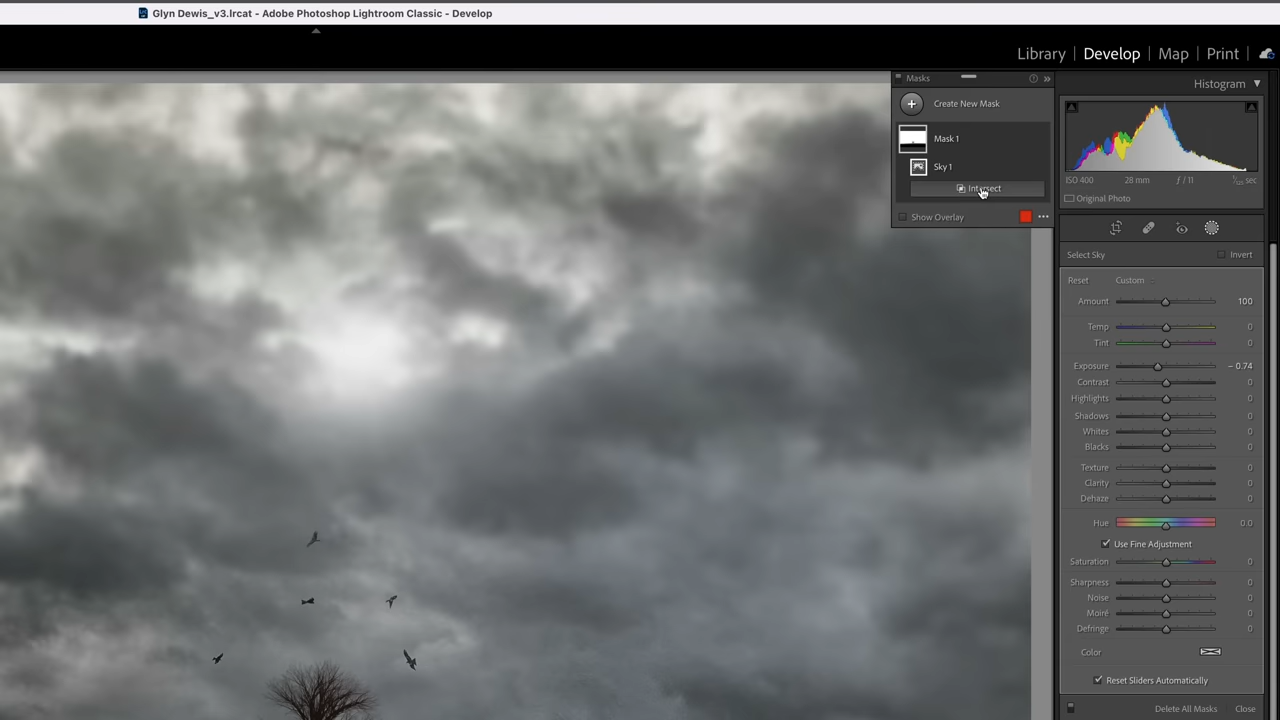 Glyn Dewis_v3.lrcat - Adobe Photoshop Lightroom Classic - Develop
Library | Develop | Map | Print
Masks
Create New Mask
Mask 1
Sky 1
Intersect
Show Overlay
Histogram
ISO 400 28 mm f / 11
Original Photo
Select Sky Invert
Reset Custom
Amount 100
Temp 0
Tint 0
Exposure – 0.74
Contrast 0
Highlights 0
Shadows 0
Whites 0
Blacks 0
Texture 0
Clarity 0
Dehaze 0
Hue 0.0
Use Fine Adjustment
Saturation 0
Sharpness 0
Noise 0
Moiré 0
Defringe 0
Color
Reset Sliders Automatically
Delete All Masks Close